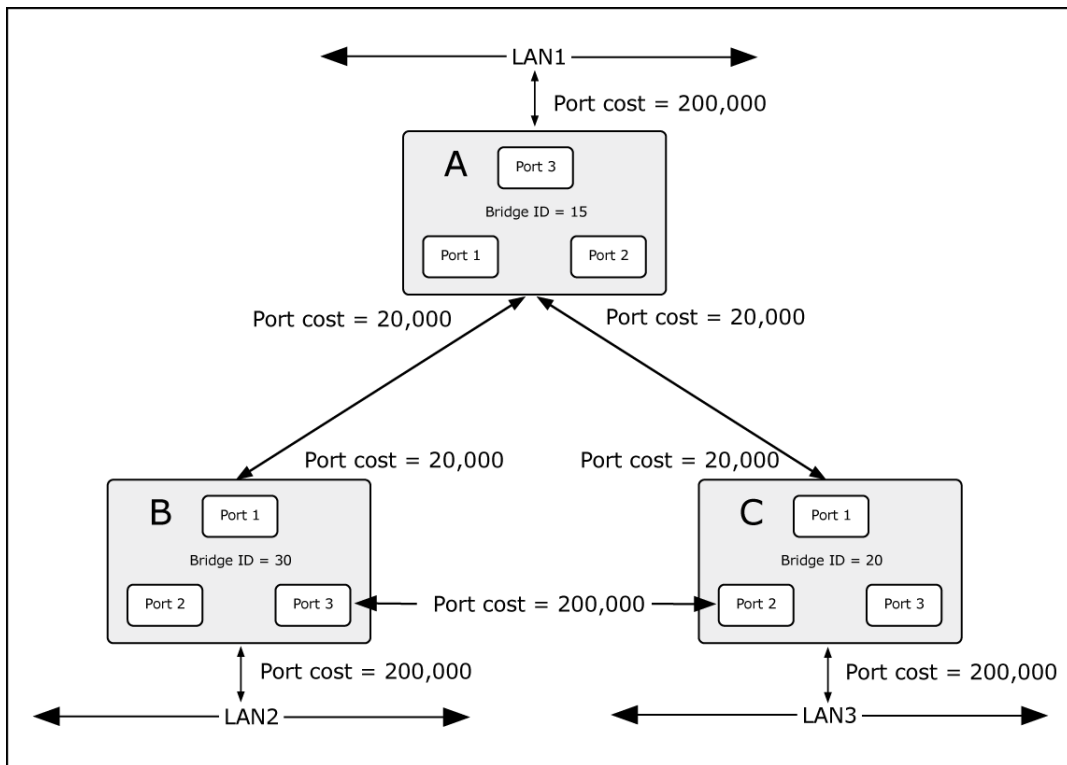 LAN1
Port cost = 200,000
A
Port 3
Bridge ID = 15
Port 1
Port 2
Port cost = 20,000
Port cost = 20,000
Port cost = 20,000
Port cost = 20,000
B
Port 1
Bridge ID = 30
Port 2
Port 3
Port cost = 200,000
C
Port 1
Bridge ID = 20
Port 2
Port 3
Port cost = 200,000
LAN2
Port cost = 200,000
LAN3